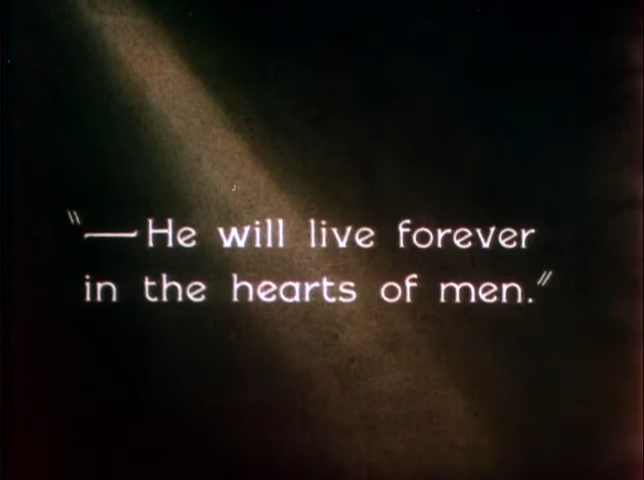 "—He will live forever
in the hearts of men."